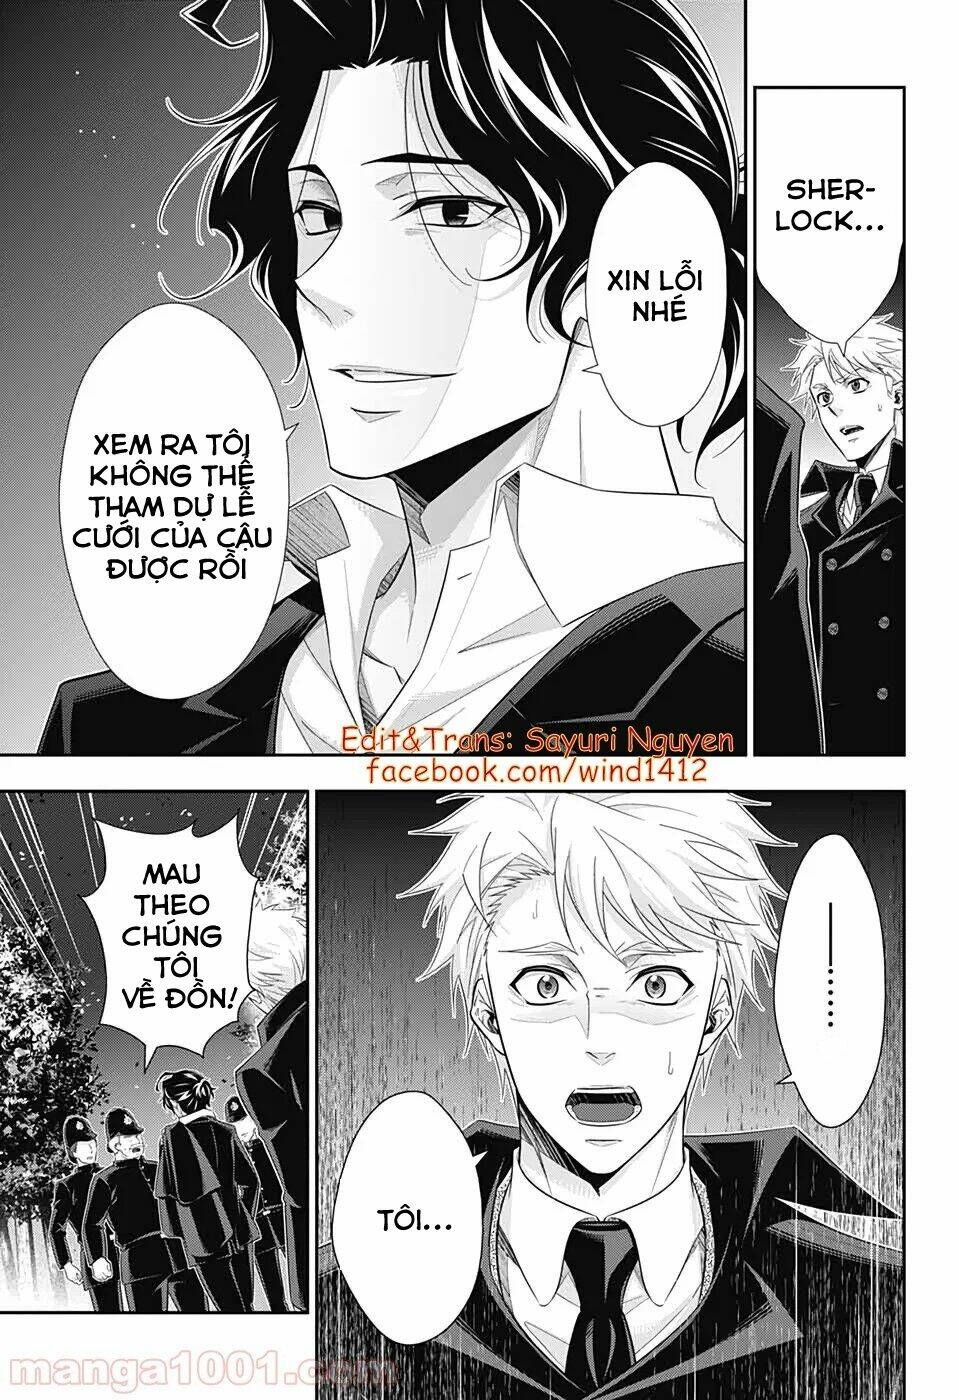 SHER-
LOCK...
XIN LỖI
NHÉ
XEM RA TÔI
KHÔNG THỂ
THAM DỰ LỄ
CƯỚI CỦA CẬU
ĐƯỢC RỒI
Edit&Trans: Sayuri Nguyen
facebook.com/wind1412
TÔI...
MAU
THEO
CHÚNG
TÔI
VỀ ĐỒN!
manga1001.com